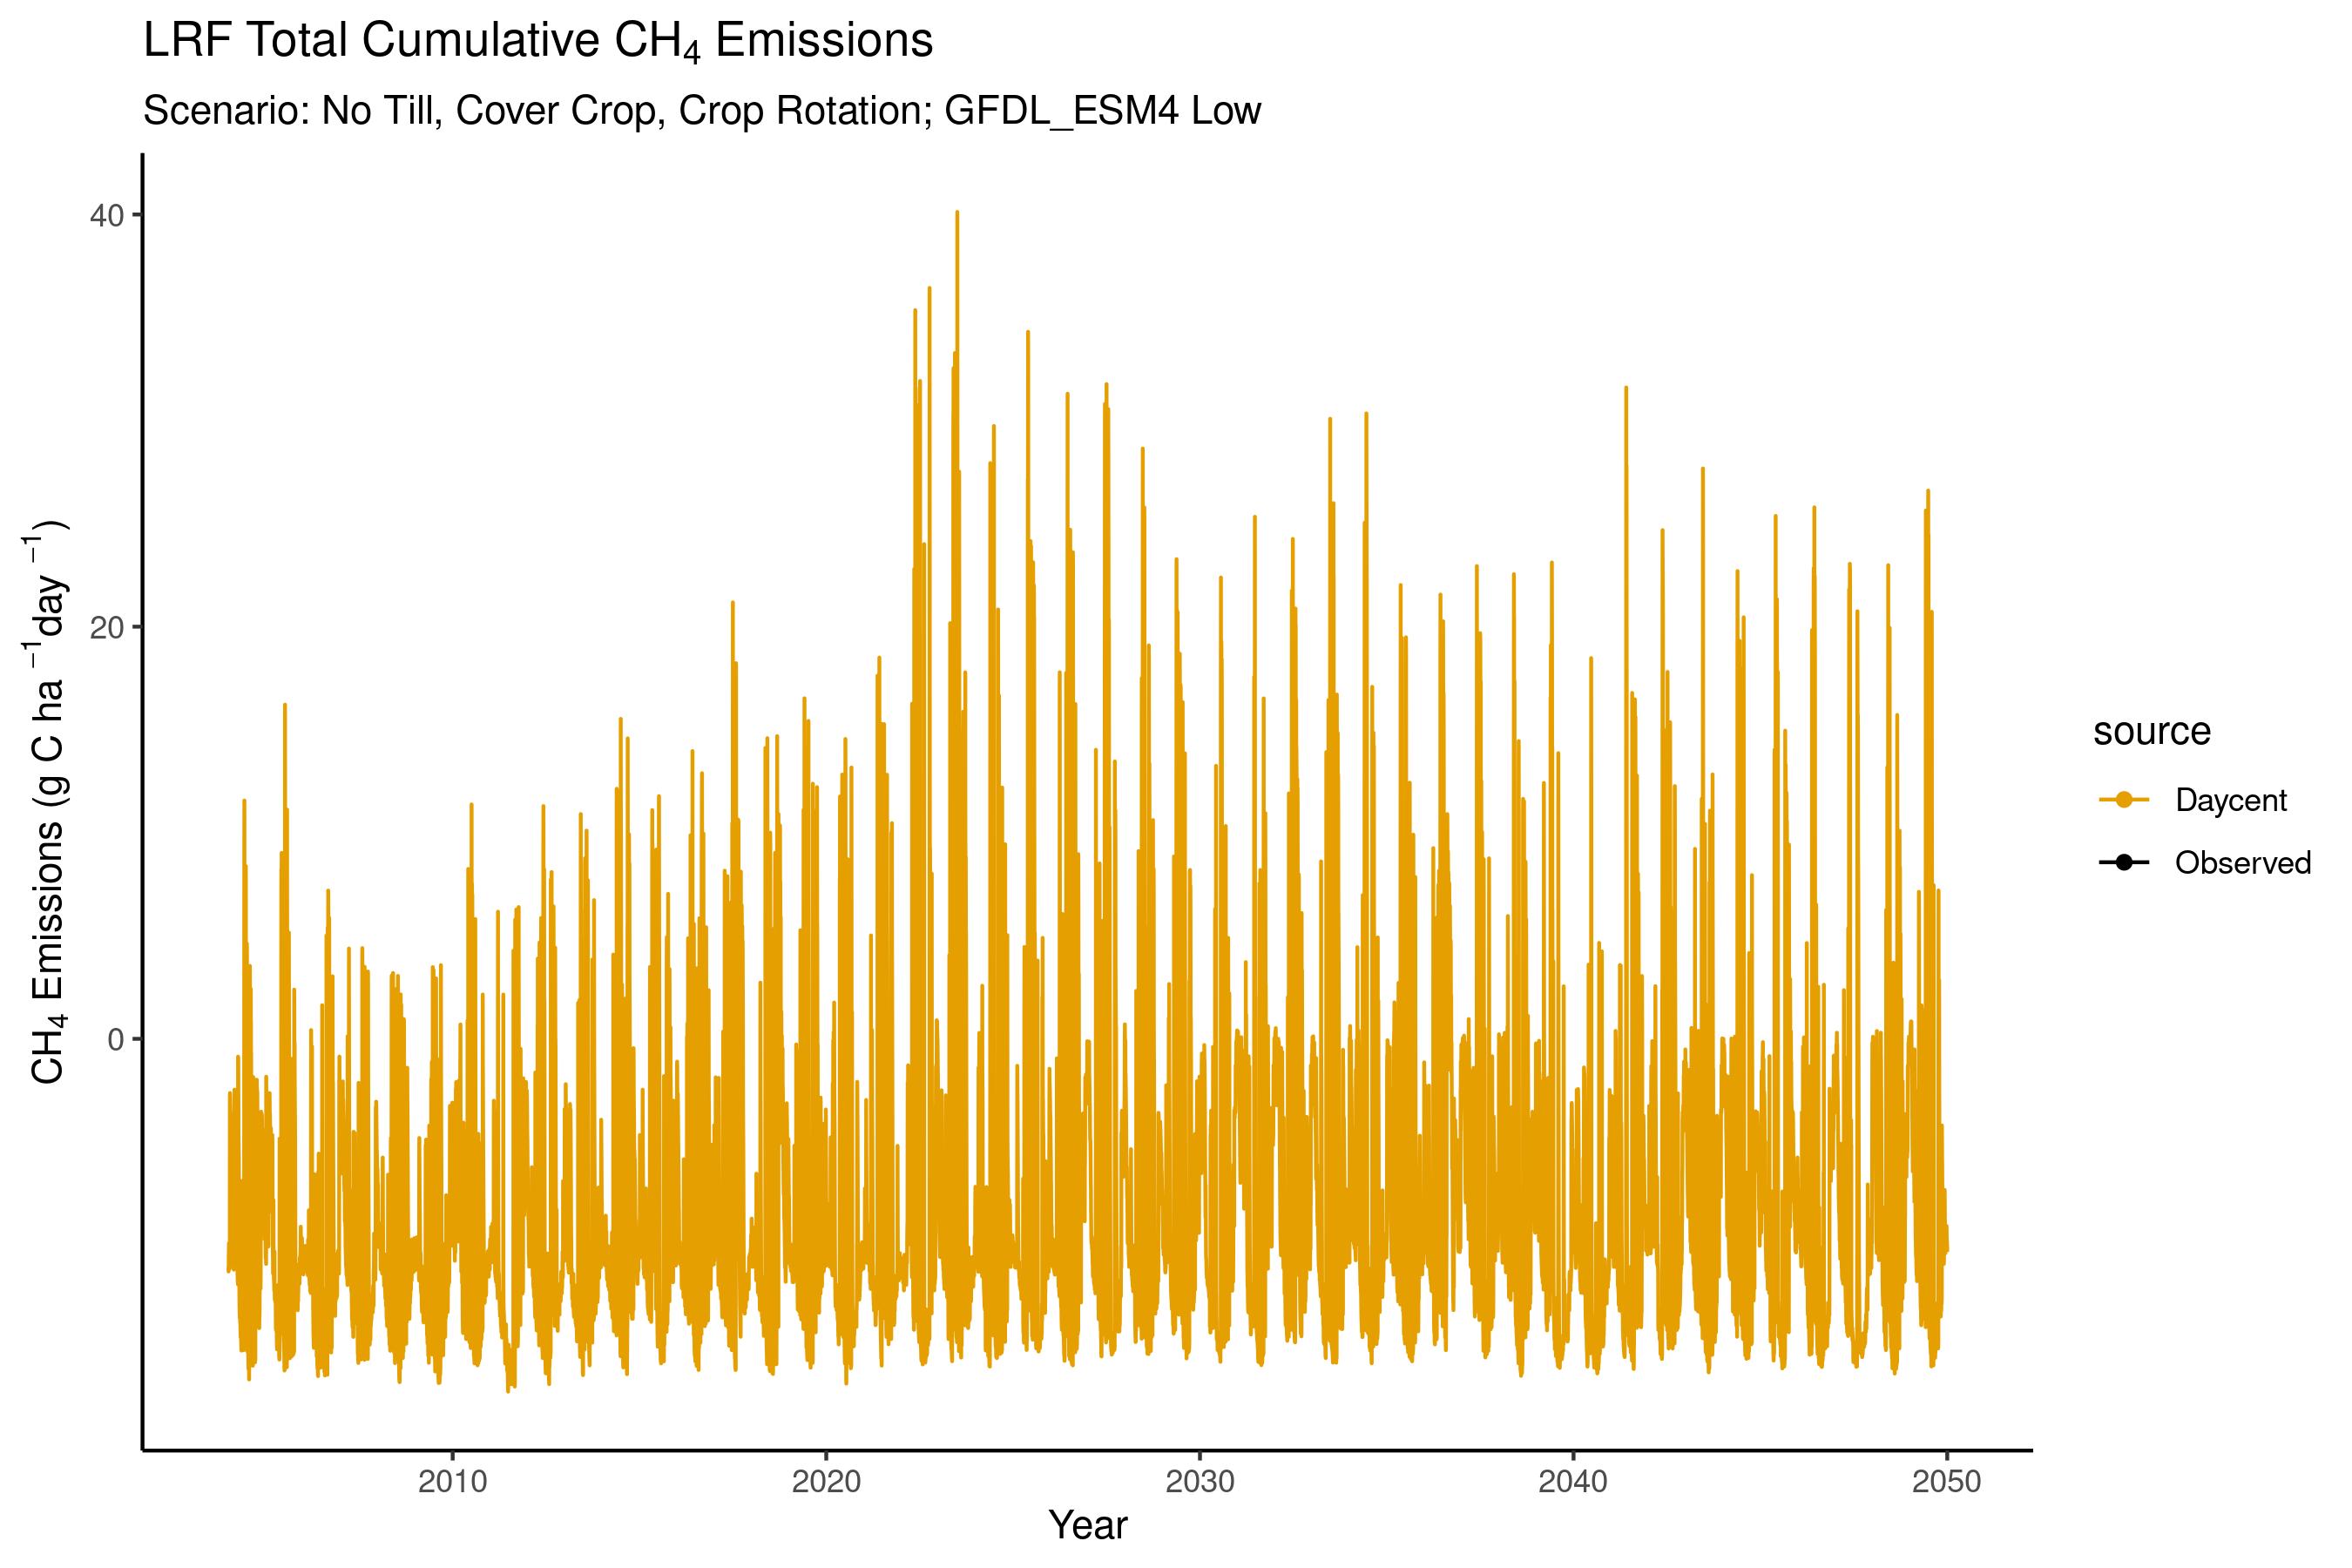 LRF Total Cumulative CH₄ Emissions
Scenario: No Till, Cover Crop, Crop Rotation; GFDL_ESM4 Low
CH₄ Emissions (g C ha ⁻¹day ⁻¹)
40
20
0
2010
2020
2030
2040
2050
Year
source
Daycent
Observed